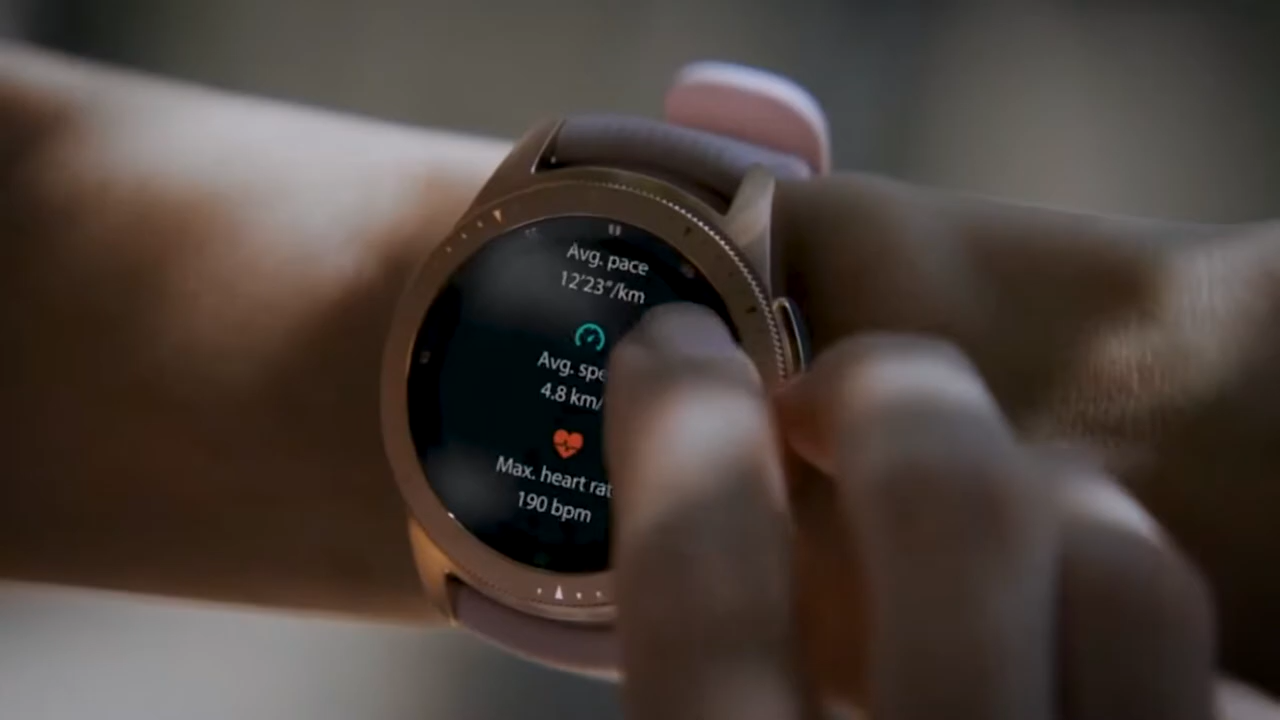 Avg. pace
12'23"/km
Avg. spe
4.8 km/
Max. heart rat
190 bpm